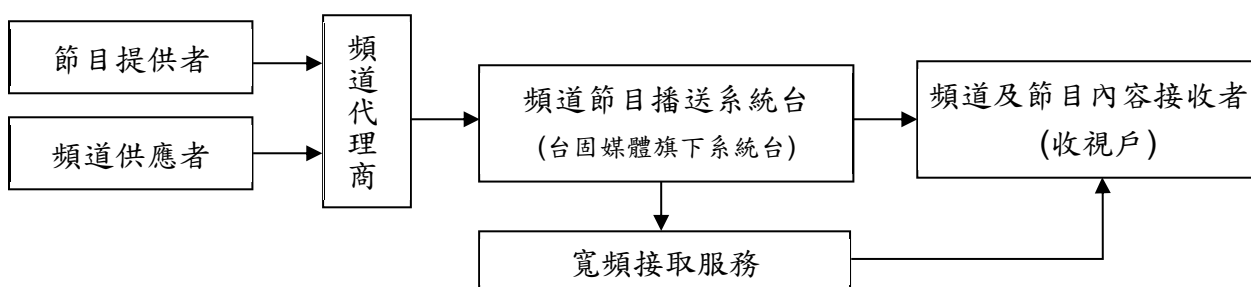 節目提供者
頻道供應者
頻道代理商
頻道節目播送系統台
(台固媒體旗下系統台)
頻道及節目內容接收者
(收視戶)
寬頻接取服務